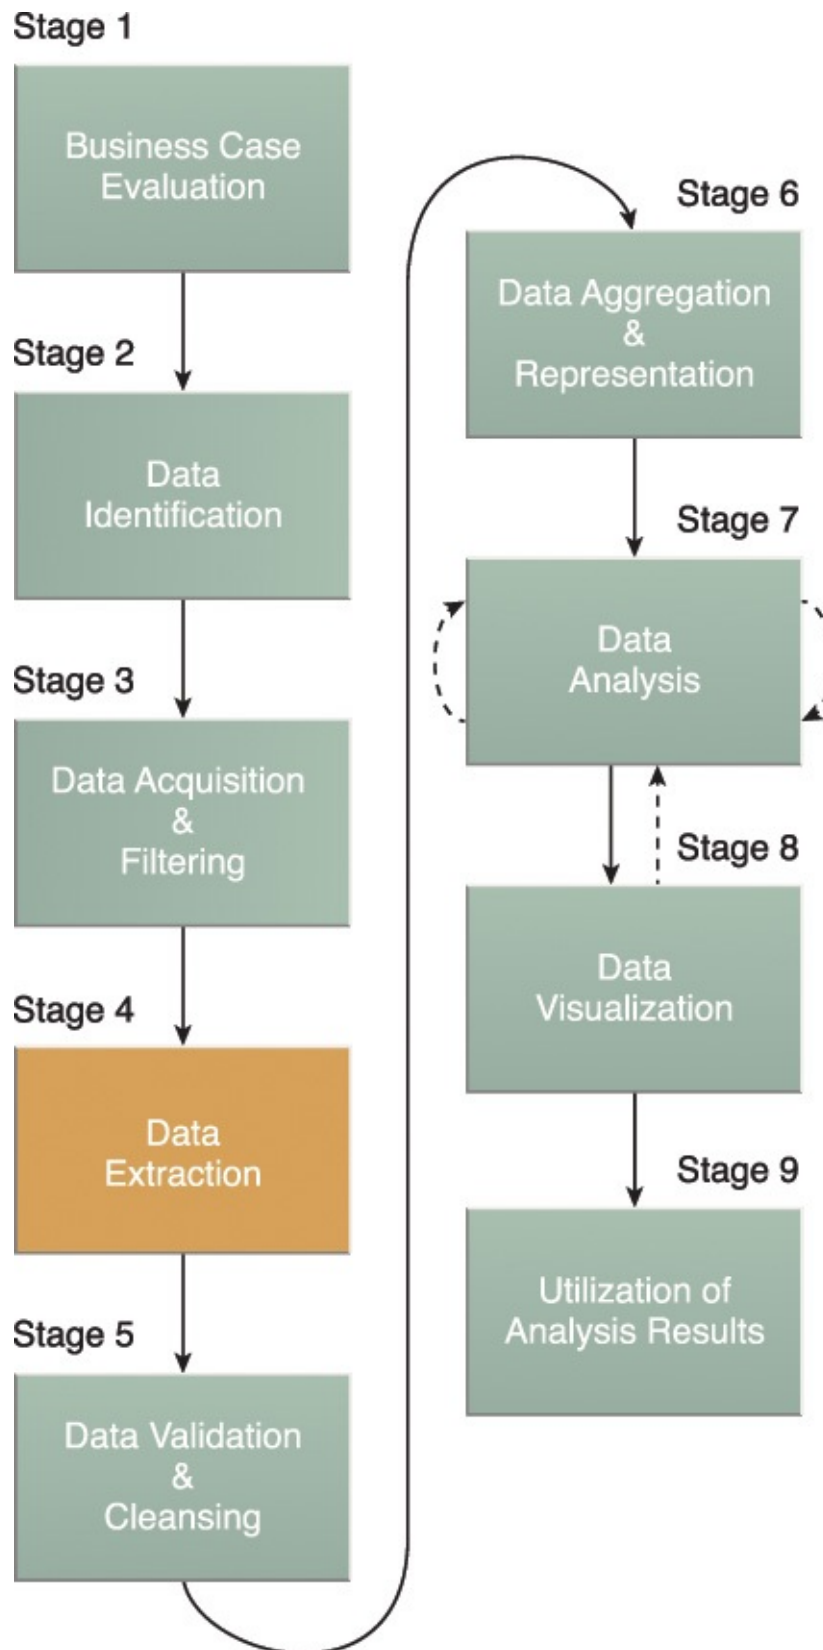 Stage 1
Business Case
Evaluation
Stage 2
Data
Identification
Stage 3
Data Acquisition
&
Filtering
Stage 4
Data
Extraction
Stage 5
Data Validation
&
Cleansing
Stage 6
Data Aggregation
&
Representation
Stage 7
Data
Analysis
Stage 8
Data
Visualization
Stage 9
Utilization of
Analysis Results